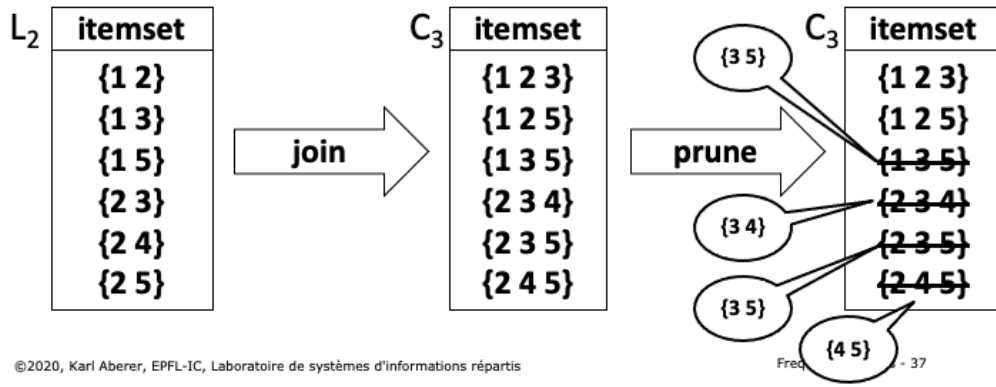 L2
itemset
{1 2}
{1 3}
{1 5}
{2 3}
{2 4}
{2 5}
join
C3
itemset
{1 2 3}
{1 2 5}
{1 3 5}
{2 3 4}
{2 3 5}
{2 4 5}
prune
{3 5}
{3 4}
{3 5}
{4 5}
C3
itemset
{1 2 3}
{1 2 5}
{1 3 5}
{2 3 4}
{2 3 5}
{2 4 5}
©2020, Karl Aberer, EPFL-IC, Laboratoire de systèmes d'informations répartis
- 37